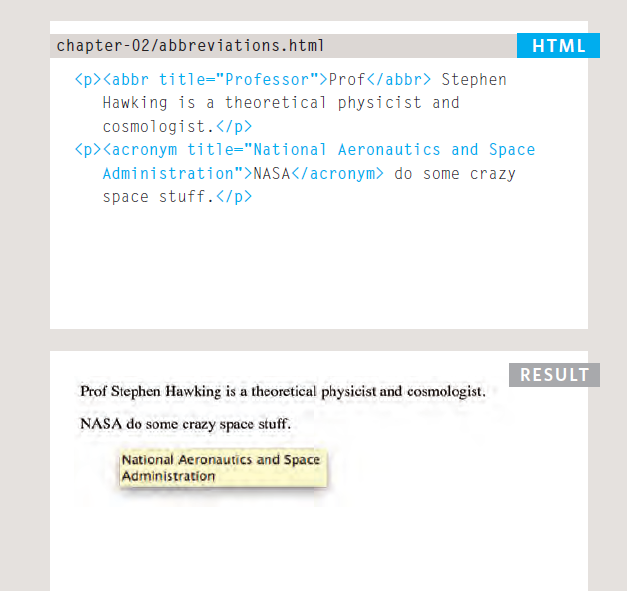 chapter-02/abbreviations.html
HTML
<p><abbr title="Professor">Prof</abbr> Stephen
Hawking is a theoretical physicist and
cosmologist.</p>
<p><acronym title="National Aeronautics and Space
Administration">NASA</acronym> do some crazy
space stuff.</p>
RESULT
Prof Stephen Hawking is a theoretical physicist and cosmologist.
NASA do some crazy space stuff.
National Aeronautics and Space
Administration